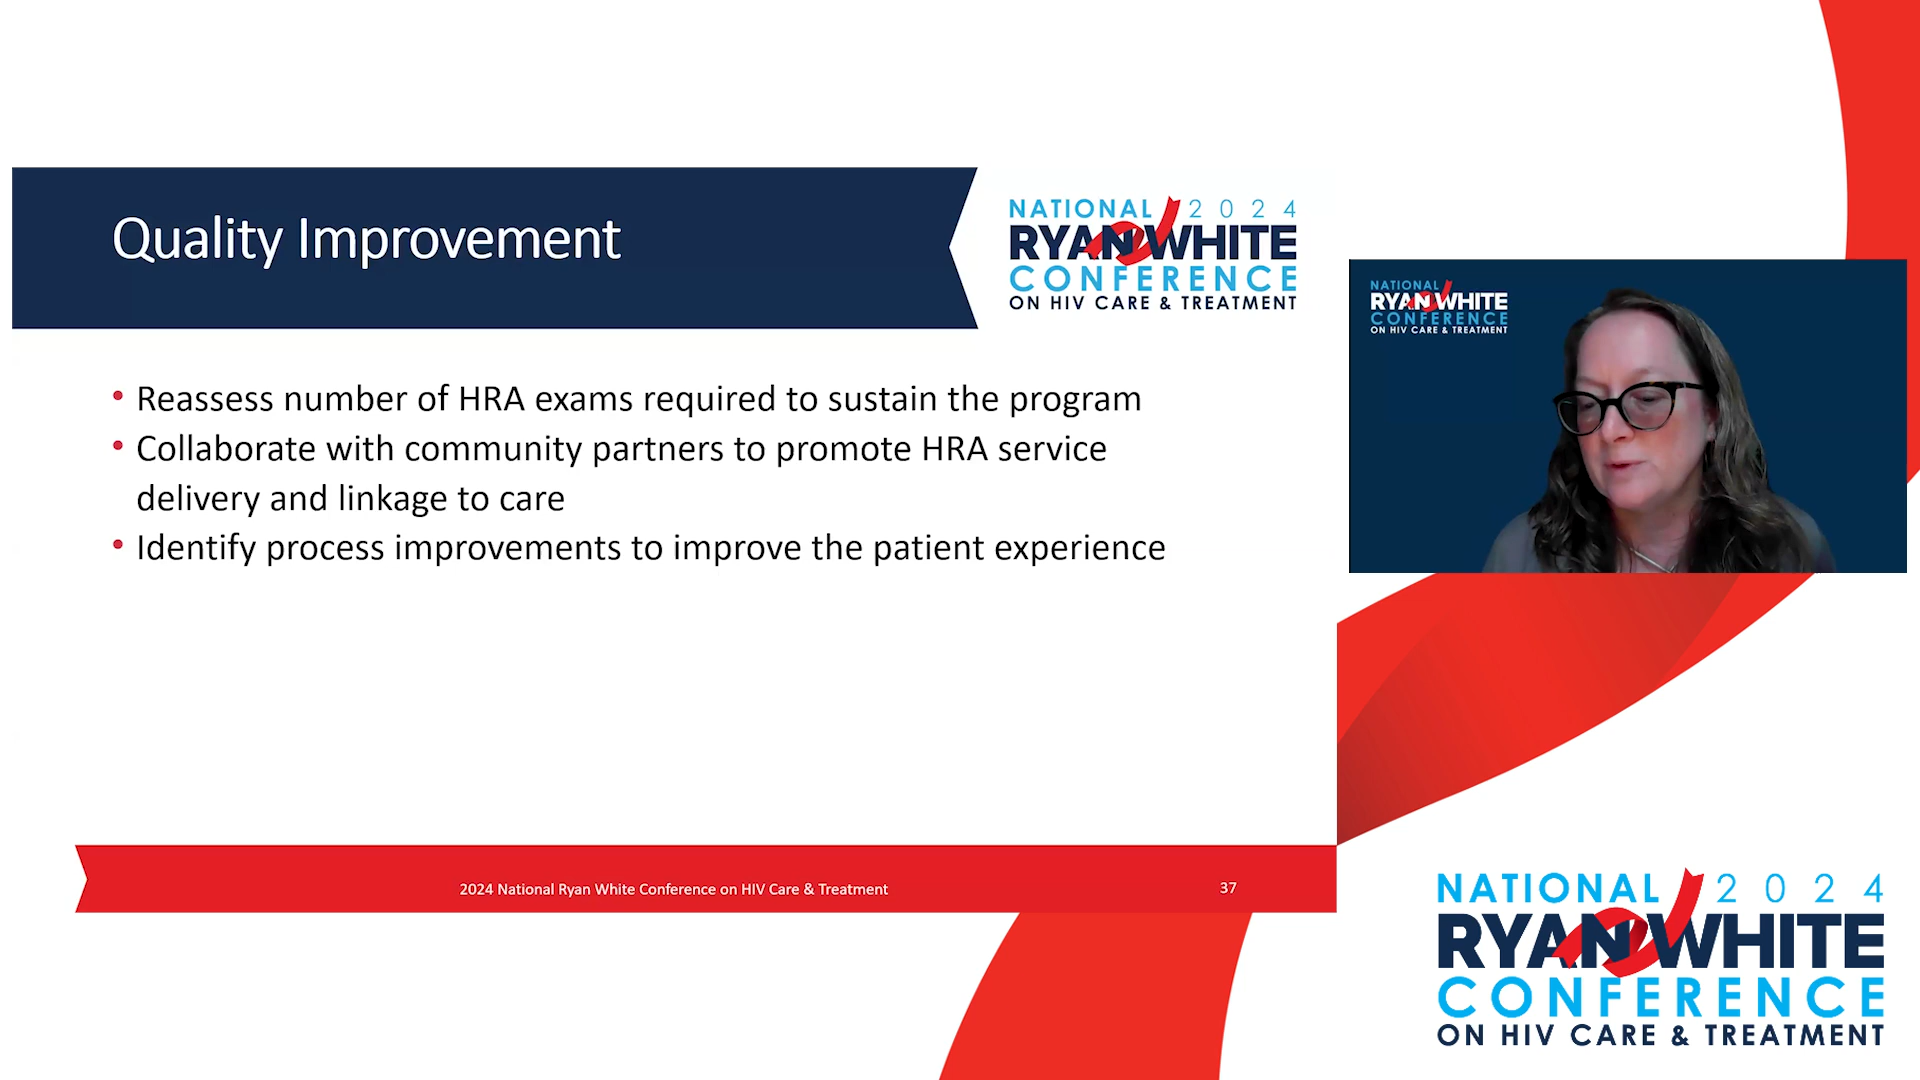 Quality Improvement
NATIONAL 2024
RYAN WHITE
CONFERENCE
ON HIV CARE & TREATMENT
• Reassess number of HRA exams required to sustain the program
• Collaborate with community partners to promote HRA service
delivery and linkage to care
• Identify process improvements to improve the patient experience
NATIONAL
RYAN WHITE
CONFERENCE
ON HIV CARE & TREATMENT
2024 National Ryan White Conference on HIV Care & Treatment
37
NATIONAL 2024
RYAN WHITE
CONFERENCE
ON HIV CARE & TREATMENT